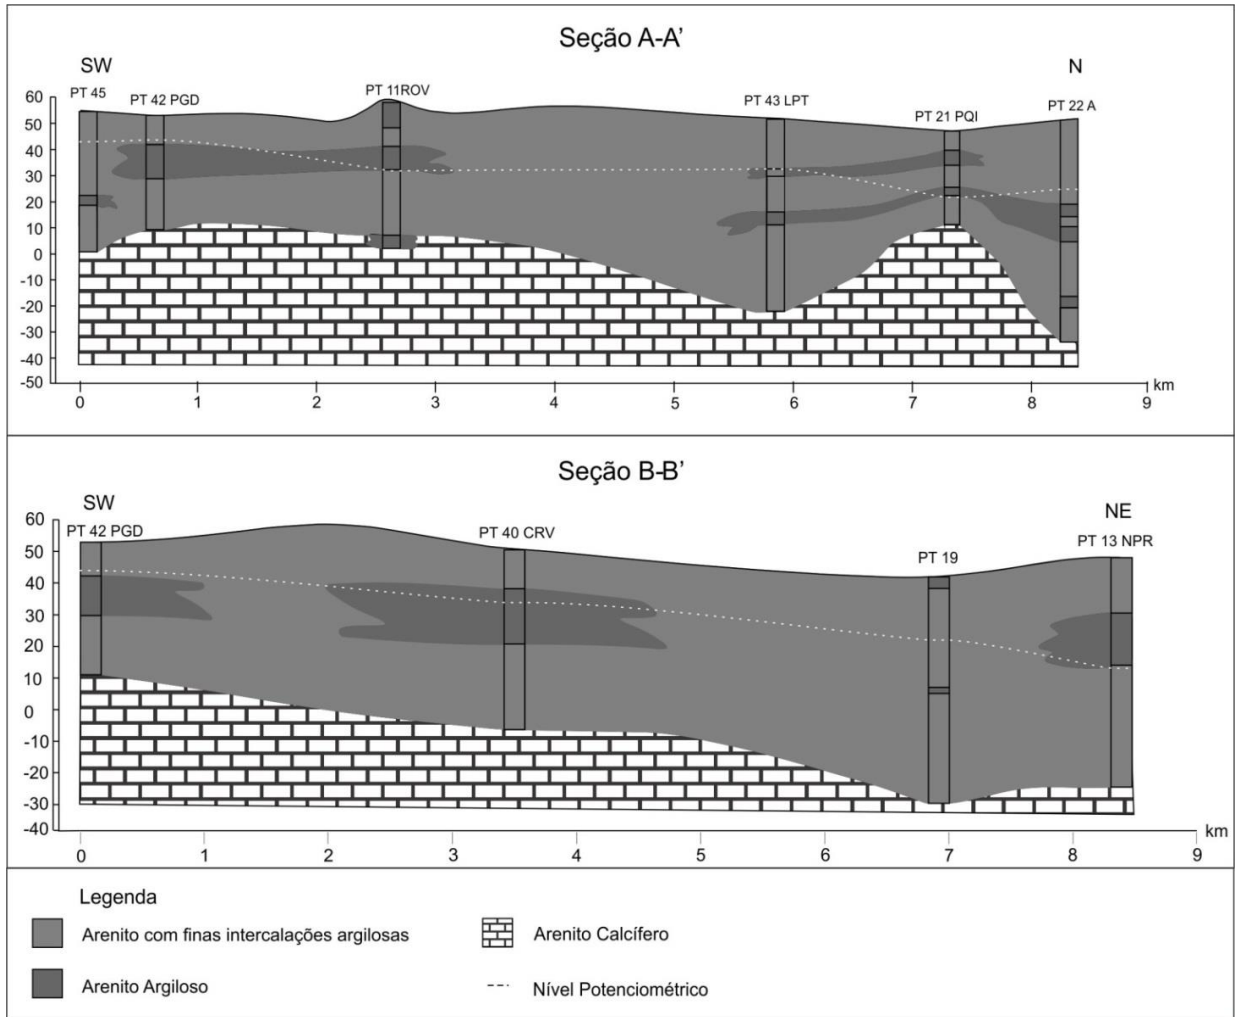 Seção A-A'
SW
N
PT 45
PT 42 PGD
PT 11ROV
PT 43 LPT
PT 21 PQI
PT 22 A
60
50
40
30
20
10
0
-10
-20
-30
-40
-50
0 1 2 3 4 5 6 7 8 9 km
Seção B-B'
SW
NE
PT 42 PGD
PT 40 CRV
PT 19
PT 13 NPR
60
50
40
30
20
10
0
-10
-20
-30
-40
0 1 2 3 4 5 6 7 8 9 km
Legenda
Arenito com finas intercalações argilosas
Arenito Calcífero
Arenito Argiloso
Nível Potenciométrico